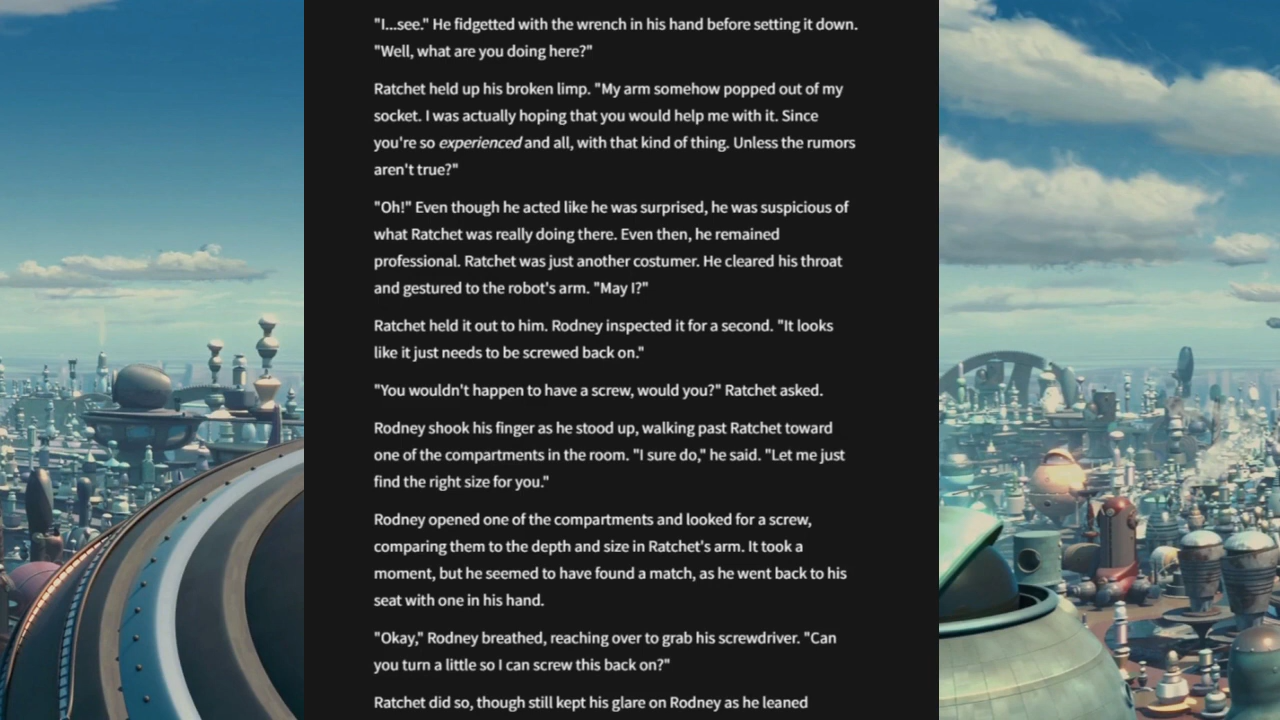 "I...see." He fidgetted with the wrench in his hand before setting it down.
"Well, what are you doing here?"
Ratchet held up his broken limp. "My arm somehow popped out of my
socket. I was actually hoping that you would help me with it. Since
you're so experienced and all, with that kind of thing. Unless the rumors
aren't true?"
"Oh!" Even though he acted like he was surprised, he was suspicious of
what Ratchet was really doing there. Even then, he remained
professional. Ratchet was just another costumer. He cleared his throat
and gestured to the robot's arm. "May I?"
Ratchet held it out to him. Rodney inspected it for a second. "It looks
like it just needs to be screwed back on."
"You wouldn't happen to have a screw, would you?" Ratchet asked.
Rodney shook his finger as he stood up, walking past Ratchet toward
one of the compartments in the room. "I sure do," he said. "Let me just
find the right size for you."
Rodney opened one of the compartments and looked for a screw,
comparing them to the depth and size in Ratchet's arm. It took a
moment, but he seemed to have found a match, as he went back to his
seat with one in his hand.
"Okay," Rodney breathed, reaching over to grab his screwdriver. "Can
you turn a little so I can screw this back on?"
Ratchet did so, though still kept his glare on Rodney as he leaned